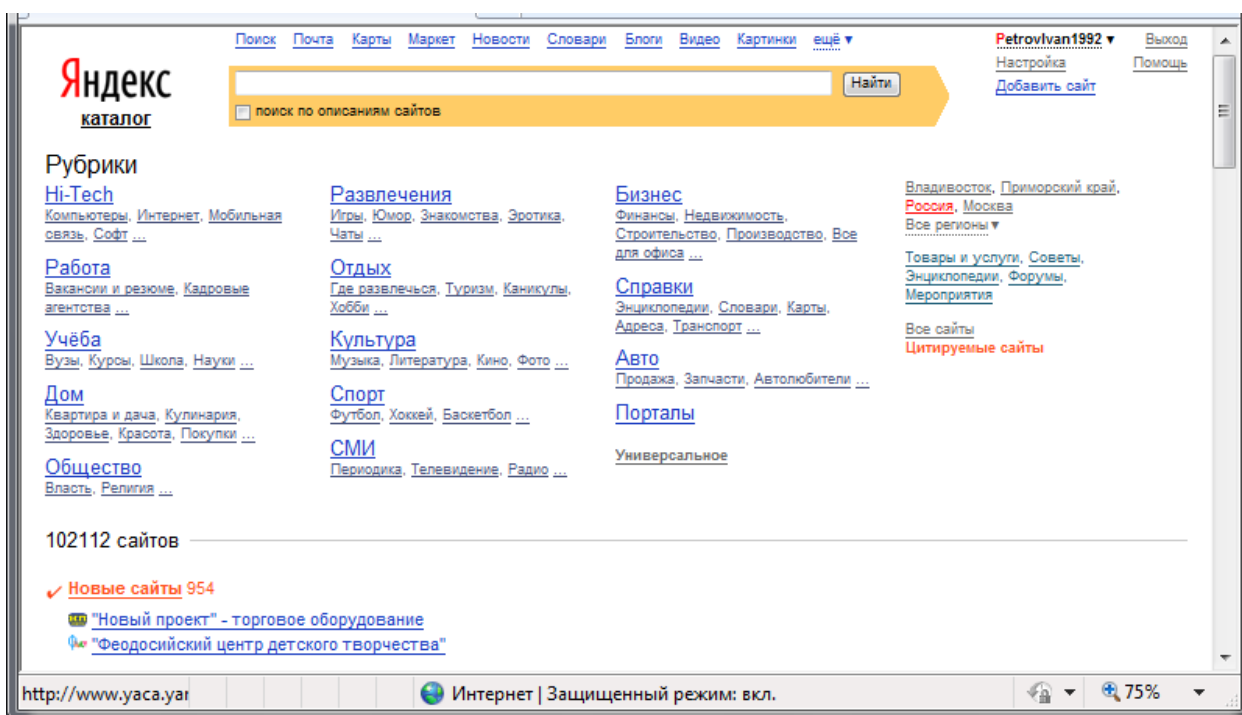 Поиск Почта Карты Маркет Новости Словари Блоги Видео Картинки ещё ▼
PetrovIvan1992 ▼ Выход
Настройка Помощь
Добавить сайт
Яндекс
каталог
Найти
поиск по описаниям сайтов
Рубрики
Hi-Tech
Компьютеры, Интернет, Мобильная
связь, Софт ...
Работа
Вакансии и резюме, Кадровые
агентства ...
Учёба
Вузы, Курсы, Школа, Науки ...
Дом
Квартира и дача, Кулинария,
Здоровье, Красота, Покупки ...
Общество
Власть, Религия ...
Развлечения
Игры, Юмор, Знакомства, Эротика,
Чаты ...
Отдых
Где развлечься, Туризм, Каникулы,
Хобби ...
Культура
Музыка, Литература, Кино, Фото ...
Спорт
Футбол, Хоккей, Баскетбол ...
СМИ
Периодика, Телевидение, Радио ...
Бизнес
Финансы, Недвижимость,
Строительство, Производство, Все
для офиса ...
Справки
Энциклопедии, Словари, Карты,
Адреса, Транспорт ...
Авто
Продажа, Запчасти, Автолюбители ...
Порталы
Универсальное
Владивосток, Приморский край,
Россия, Москва
Все регионы ▼
Товары и услуги, Советы,
Энциклопедии, Форумы,
Мероприятия
Все сайты
Цитируемые сайты
102112 сайтов
Новые сайты 954
"Новый проект" - торговое оборудование
"Феодосийский центр детского творчества"
http://www.yaca.yar
Интернет | Защищенный режим: вкл.
75%